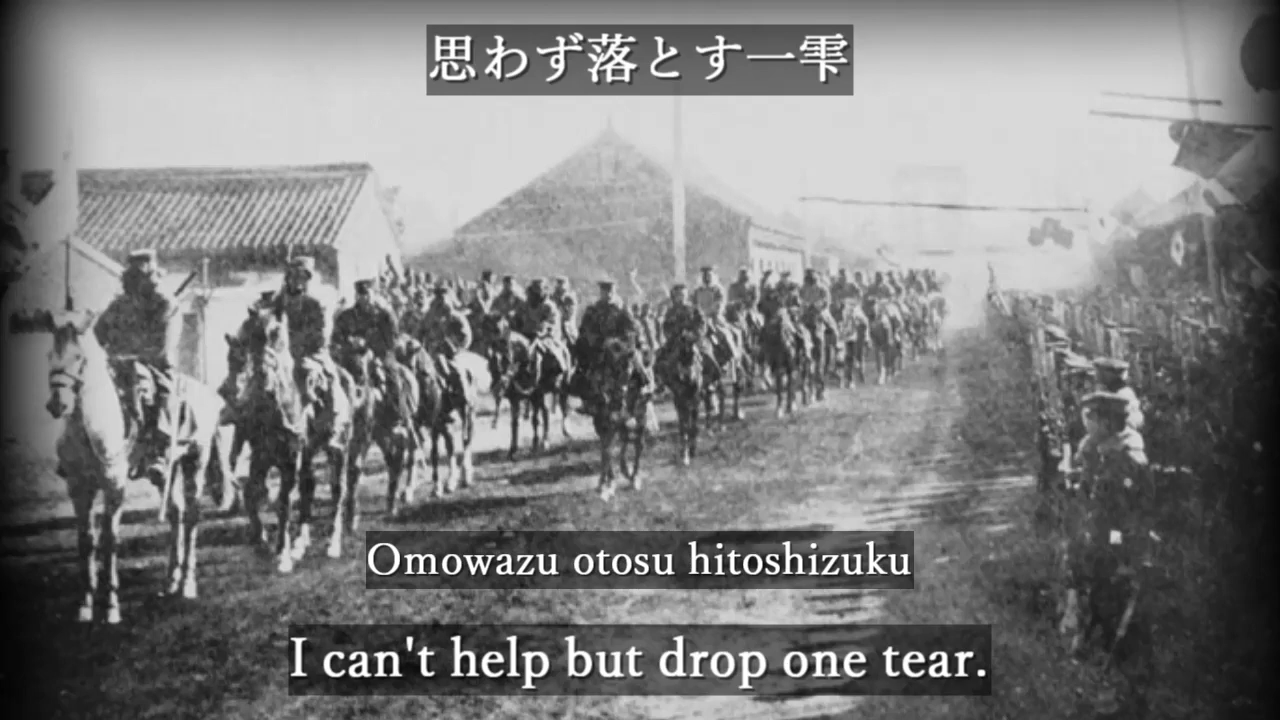 思わず落とす一雫
Omowazu otosu hitoshizuku
I can't help but drop one tear.